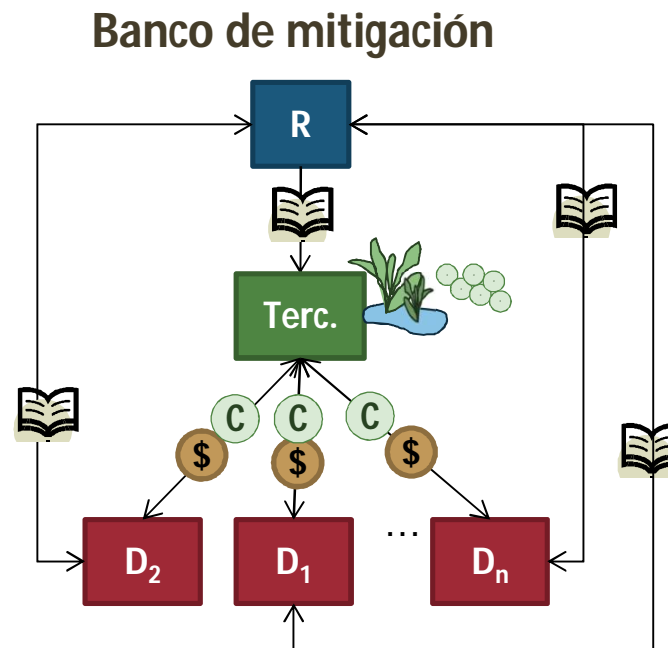 Banco de mitigación
R
Terc.
C C C
$ $ $
D2 D1 ... Dn